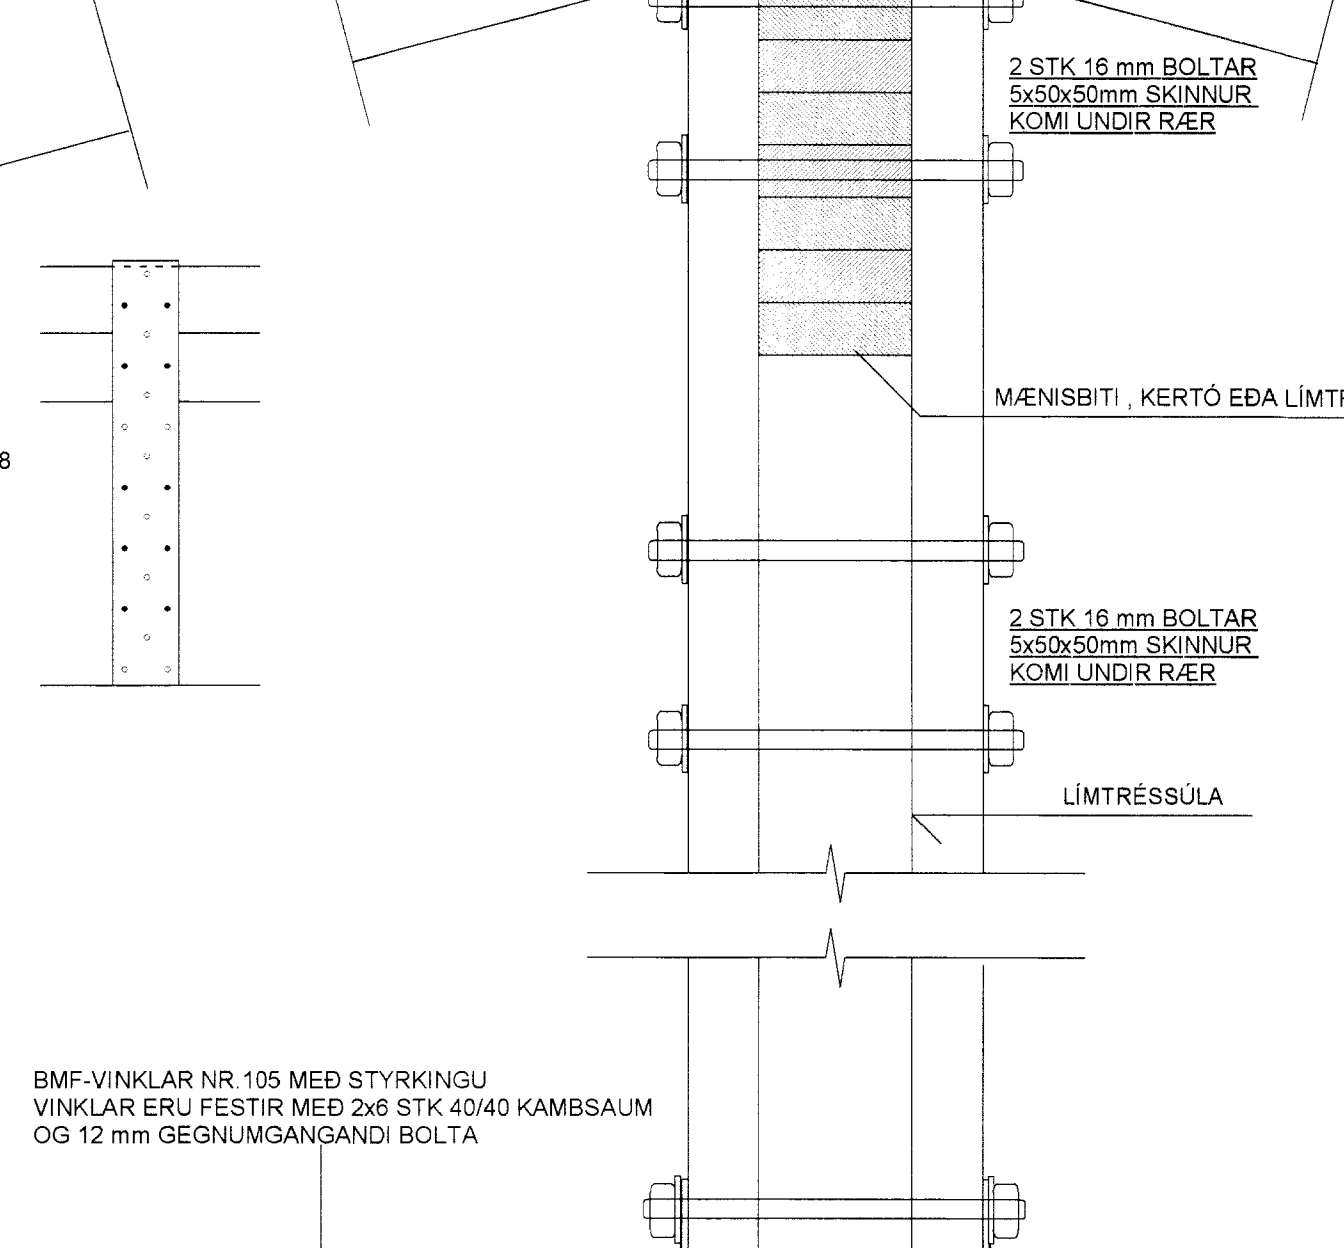 2 STK 16 mm BOLTAR
5x50x50mm SKINNUR
KOMI UNDIR RÆR
MÆNISBITI , KERTÓ EÐA
8
2 STK 16 mm BOLTAR
5x50x50mm SKINNUR
KOMI UNDIR RÆR
LÍMTRÉSSÚLA
BMF-VINKLAR NR.105 MEÐ STYRKINGU
VINKLAR ERU FESTIR MEÐ 2x6 STK 40/40 KAMBSAUM
OG 12 mm GEGNUMGANGANDI BOLTA